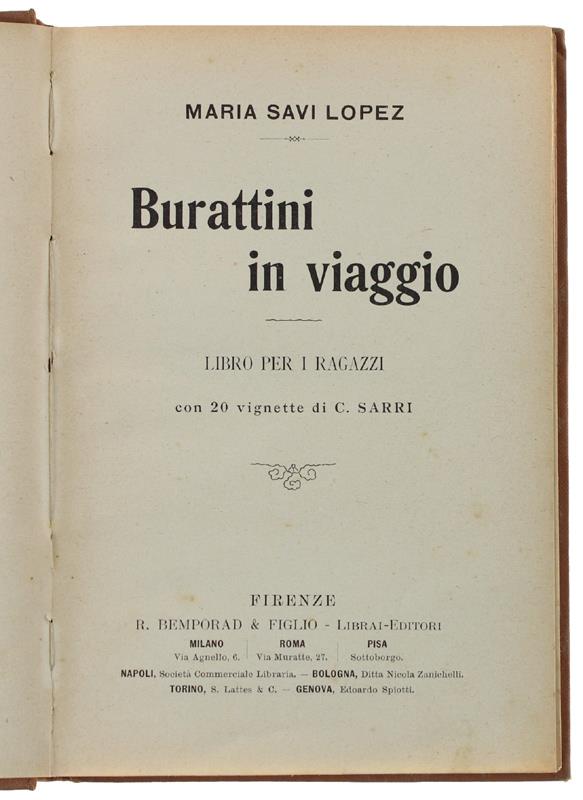 MARIA SAVI LOPEZ
Burattini
in viaggio
LIBRO PER I RAGAZZI
con 20 vignette di C. SARRI
FIRENZE
R. BEMPORAD & FIGLIO - LIBRAI-EDITORI
MILANO ROMA PISA
Via Agnello, 6. Via Muratte, 27. Sottoborgo.
NAPOLI, Società Commerciale Libraria. — BOLOGNA, Ditta Nicola Zanichelli.
TORINO, S. Lattes & C. — GENOVA, Edoardo Spiotti.